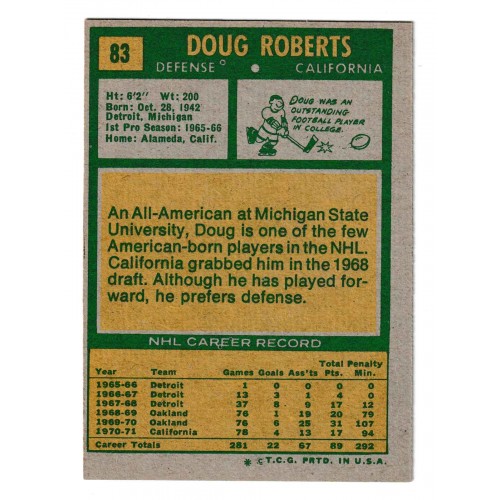 83
DOUG ROBERTS
DEFENSE
CALIFORNIA
Ht: 6'2" Wt: 200
Born: Oct. 28, 1942
Detroit, Michigan
1st Pro Season: 1965-66
Home: Alameda, Calif.
DOUG WAS AN
OUTSTANDING
FOOTBALL PLAYER
IN COLLEGE.
An All-American at Michigan State
University, Doug is one of the few
American-born players in the NHL.
California grabbed him in the 1968
draft. Although he has played for-
ward, he prefers defense.
NHL CAREER RECORD
Total Penalty
Year Team Games Goals Ass'ts Pts. Min.
1965-66 Detroit 1 0 0 0 0
1966-67 Detroit 13 3 1 4 0
1967-68 Detroit 37 8 9 17 12
1968-69 Oakland 76 1 19 20 79
1969-70 Oakland 76 6 25 31 107
1970-71 California 78 4 13 17 94
Career Totals 281 22 67 89 292
* © T.C.G. PRTD. IN U.S.A.